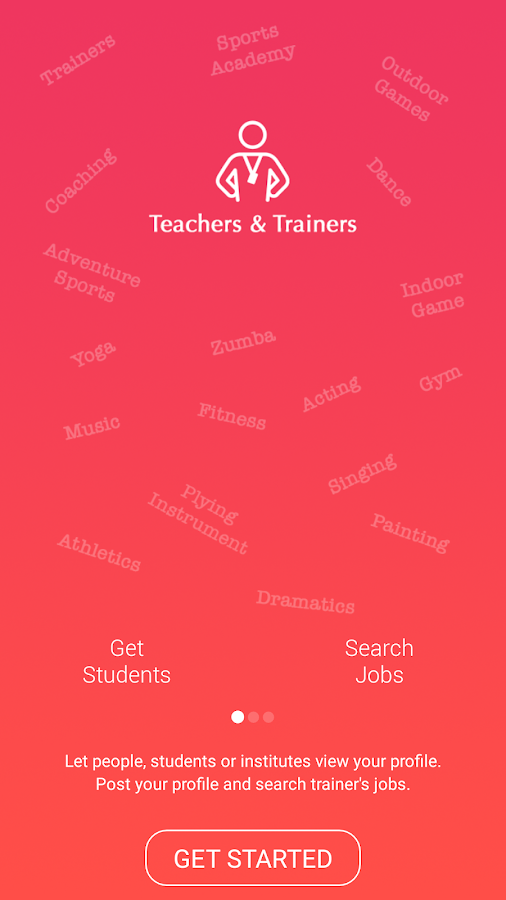 Trainers
Sports
Academy
Outdoor
Games
Coaching
Dance
Teachers & Trainers
Adventure
Sports
Indoor
Game
Zumba
Yoga
Gym
Acting
Fitness
Music
Singing
Plying
Instrument
Painting
Athletics
Dramatics
Get
Students
Search
Jobs
Let people, students or institutes view your profile.
Post your profile and search trainer's jobs.
GET STARTED